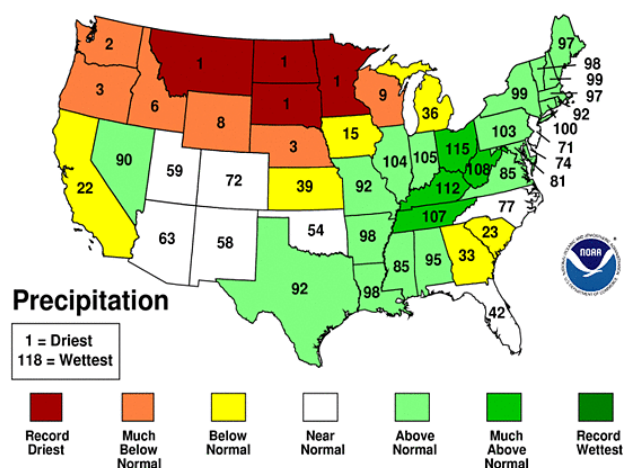 97
2
1
1
1
98
99
97
92
100
71
74
81
3
6
8
1
9
36
99
103
3
15
104
105
115
108
85
22
90
59
72
39
92
112
77
107
63
58
54
98
92
98
85
95
33
23
42
NOAA
Precipitation
1 = Driest
118 = Wettest
Record
Driest
Much
Below
Normal
Below
Normal
Near
Normal
Above
Normal
Much
Above
Normal
Record
Wettest